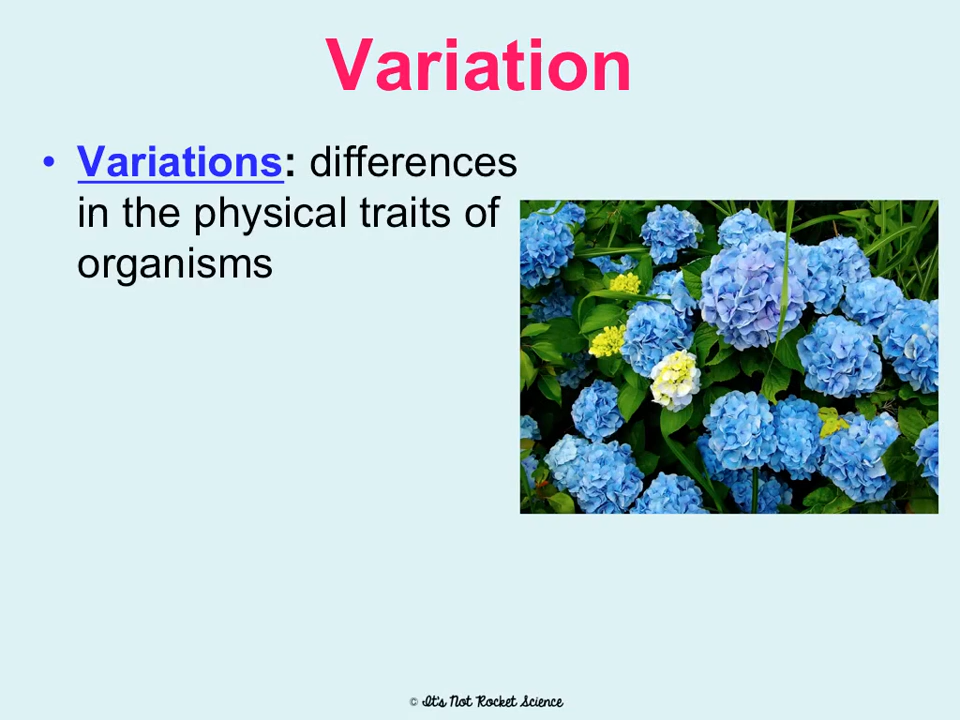 Variation
• Variations: differences
in the physical traits of
organisms
© It's Not Rocket Science